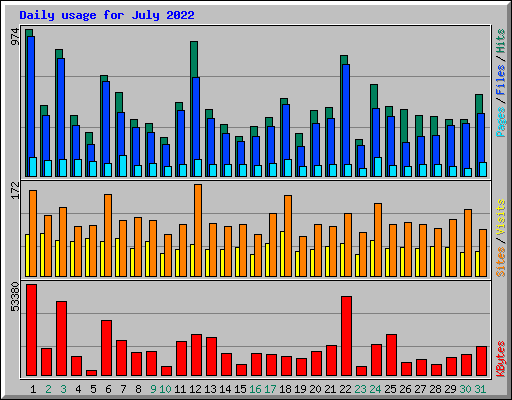 Daily usage for July 2022
974
Pages / Files / Hits
172
Sites / Visits
53380
KBytes
1 2 3 4 5 6 7 8 9 10 11 12 13 14 15 16 17 18 19 20 21 22 23 24 25 26 27 28 29 30 31